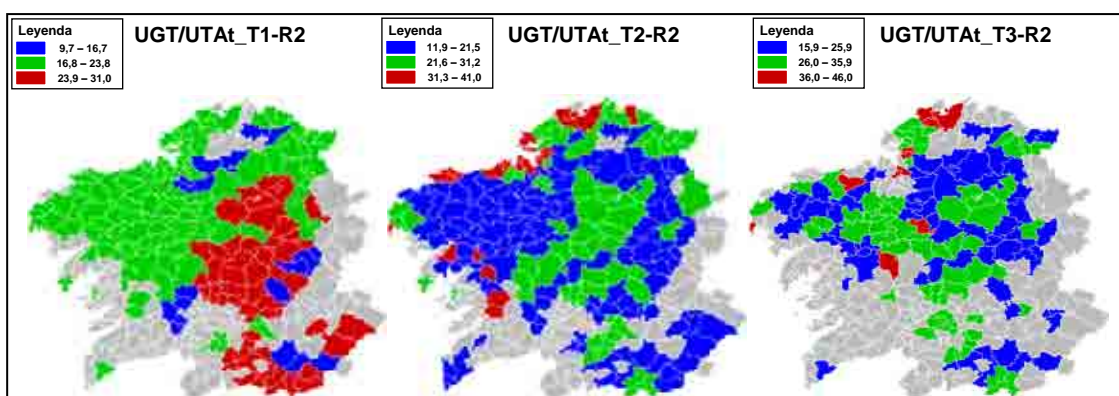 UGT/UTAt_T1-R2
Leyenda
9,7 – 16,7
16,8 – 23,8
23,9 – 31,0
UGT/UTAt_T2-R2
Leyenda
11,9 – 21,5
21,6 – 31,2
31,3 – 41,0
UGT/UTAt_T3-R2
Leyenda
15,9 – 25,9
26,0 – 35,9
36,0 – 46,0